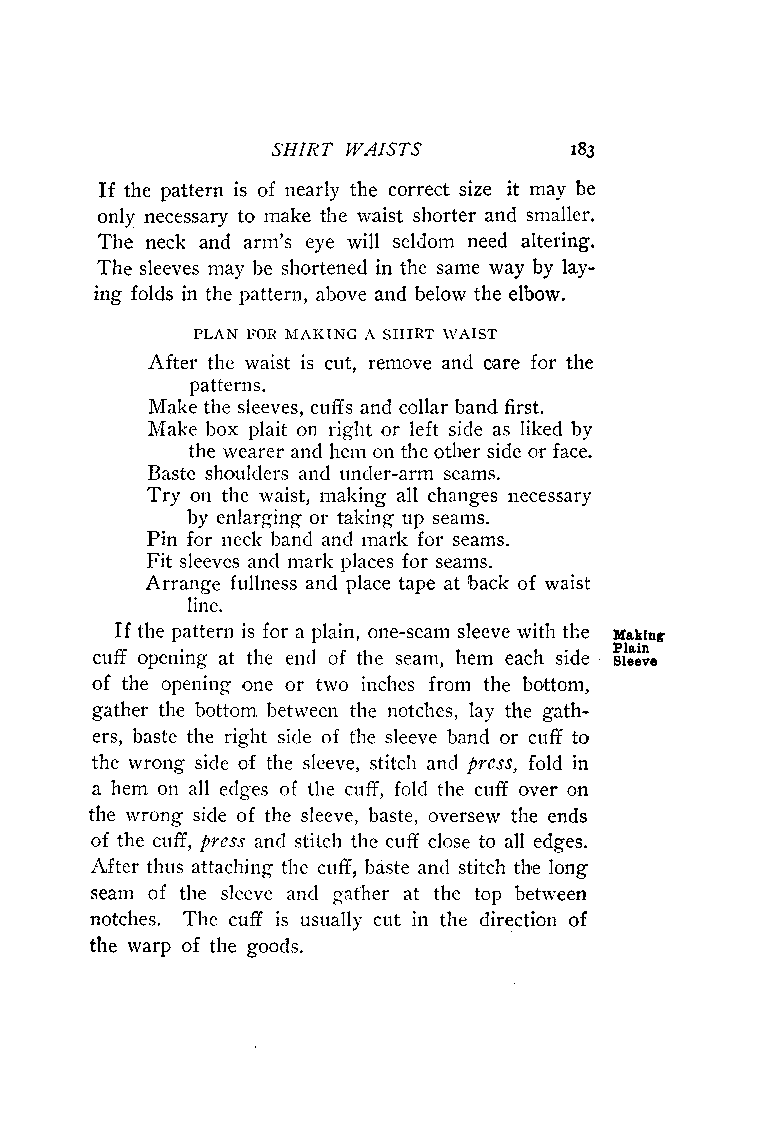 SHIRT WAISTS 183
If the pattern is of nearly the correct size it may be
only necessary to make the waist shorter and smaller.
The neck and arm's eye will seldom need altering.
The sleeves may be shortened in the same way by lay-
ing folds in the pattern, above and below the elbow.
PLAN FOR MAKING A SHIRT WAIST
After the waist is cut, remove and care for the
patterns.
Make the sleeves, cuffs and collar band first.
Make box plait on right or left side as liked by
the wearer and hem on the other side or face.
Baste shoulders and under-arm seams.
Try on the waist, making all changes necessary
by enlarging or taking up seams.
Pin for neck band and mark for seams.
Fit sleeves and mark places for seams.
Arrange fullness and place tape at back of waist
line.
If the pattern is for a plain, one-seam sleeve with the
cuff opening at the end of the seam, hem each side
of the opening one or two inches from the bottom,
gather the bottom between the notches, lay the gath-
ers, baste the right side of the sleeve band or cuff to
the wrong side of the sleeve, stitch and press, fold in
a hem on all edges of the cuff, fold the cuff over on
the wrong side of the sleeve, baste, oversew the ends
of the cuff, press and stitch the cuff close to all edges.
After thus attaching the cuff, baste and stitch the long
seam of the sleeve and gather at the top between
notches. The cuff is usually cut in the direction of
the warp of the goods.
Making
Plain
Sleeve